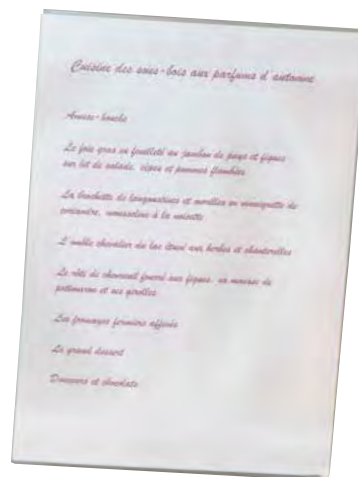 Cuisine des sous-bois aux parfums d'automne
Amuse-bouche
Le foie gras en feuilleté au jambon de pays et figues
sur lit de salade, cèpes et pommes flambées
La brochette de langoustines et morilles en vinaigrette de
coriandre, mousseline à la noisette
L'omble chevalier du lac étuvé aux herbes et chanterelles
Le rôti de chevreuil fourré aux figues, sa mousse de
potimarron et ses girolles
Les fromages fermiers affinés
Le grand dessert
Douceurs et chocolats